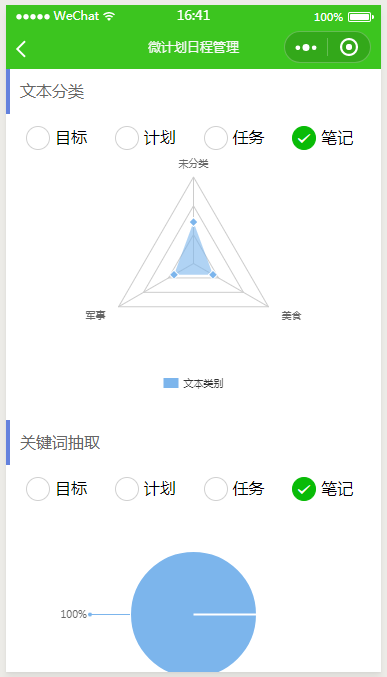 WeChat 16:41 100%
微计划日程管理
文本分类
目标 计划 任务 笔记
未分类
军事 美食
文本类别
关键词抽取
目标 计划 任务 笔记
100%